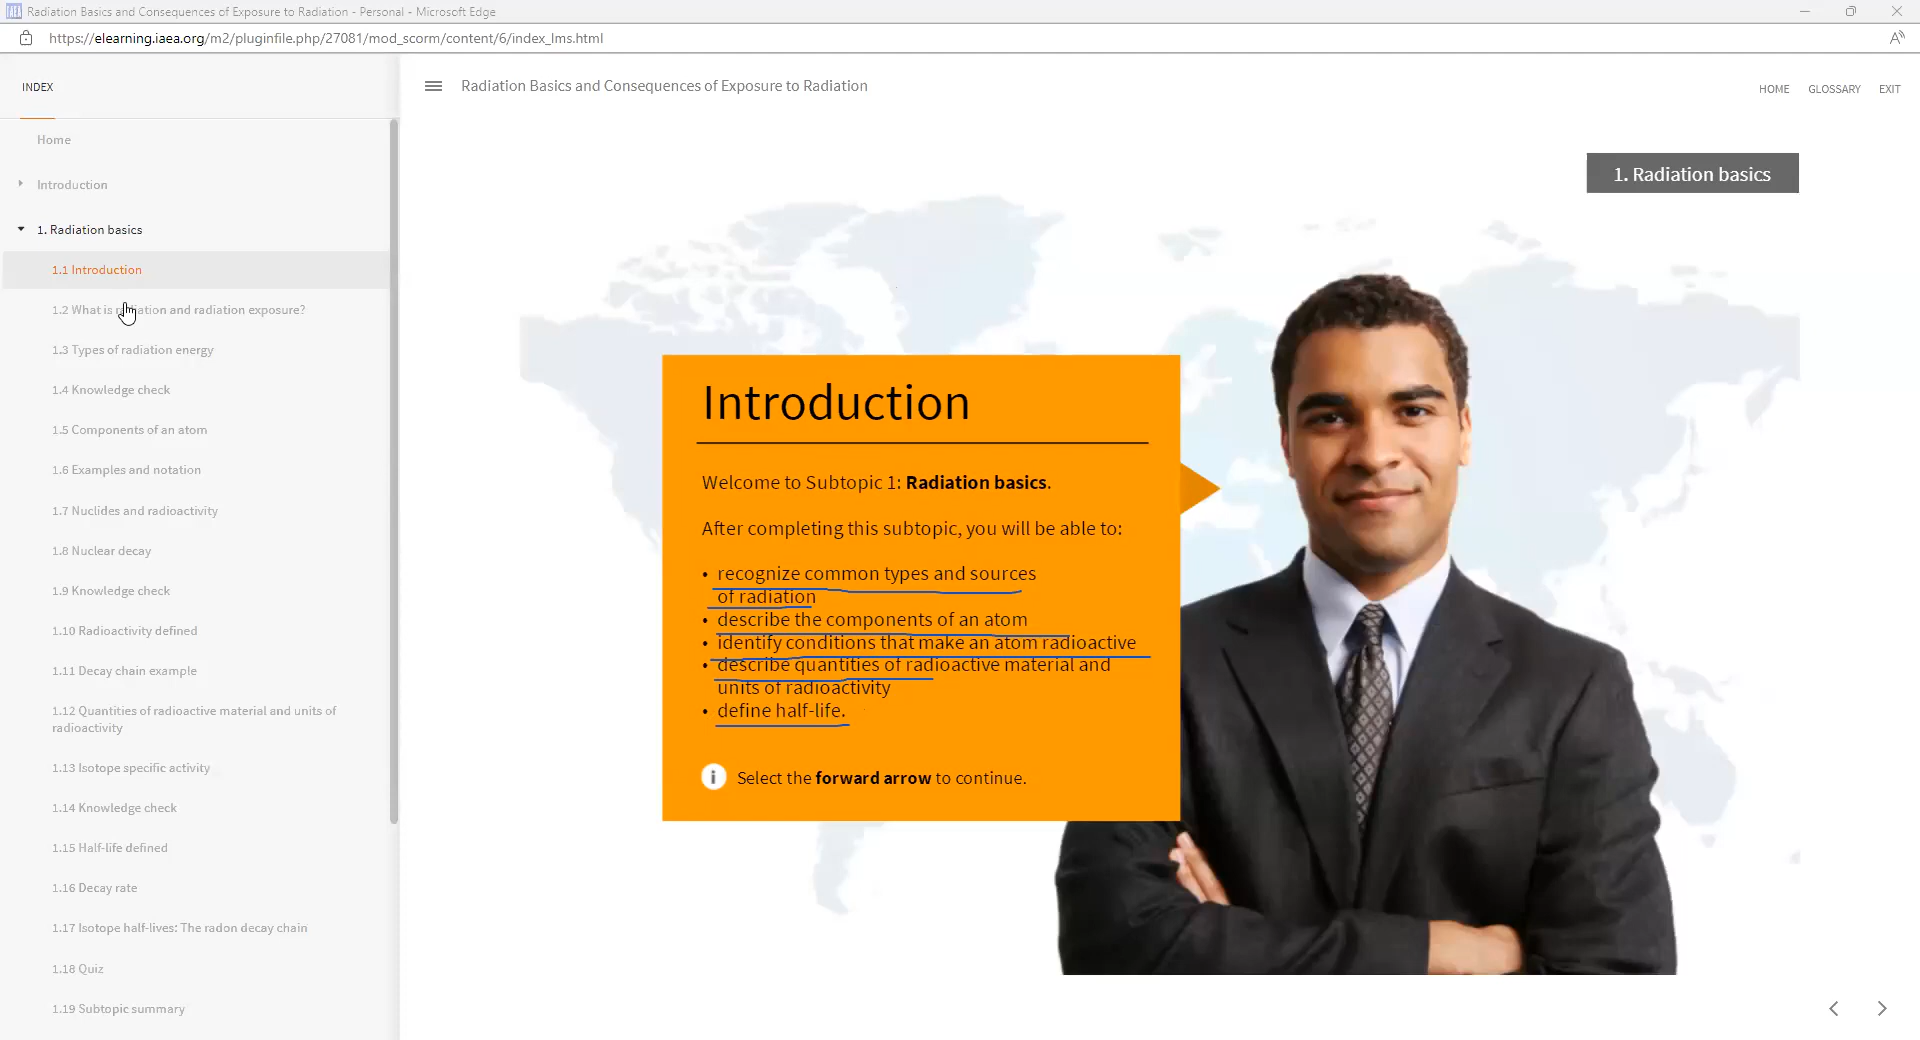 Radiation Basics and Consequences of Exposure to Radiation - Personal - Microsoft Edge
https://elearning.iaea.org/m2/pluginfile.php/27081/mod_scorm/content/6/index_lms.html
INDEX
Home
Introduction
1. Radiation basics
1.1 Introduction
1.2 What is radiation and radiation exposure?
1.3 Types of radiation energy
1.4 Knowledge check
1.5 Components of an atom
1.6 Examples and notation
1.7 Nuclides and radioactivity
1.8 Nuclear decay
1.9 Knowledge check
1.10 Radioactivity defined
1.11 Decay chain example
1.12 Quantities of radioactive material and units of
radioactivity
1.13 Isotope specific activity
1.14 Knowledge check
1.15 Half-life defined
1.16 Decay rate
1.17 Isotope half-lives: The radon decay chain
1.18 Quiz
1.19 Subtopic summary
Radiation Basics and Consequences of Exposure to Radiation
HOME GLOSSARY EXIT
1. Radiation basics
Introduction
Welcome to Subtopic 1: Radiation basics.
After completing this subtopic, you will be able to:
• recognize common types and sources
of radiation
• describe the components of an atom
• identify conditions that make an atom radioactive
• describe quantities of radioactive material and
units of radioactivity
• define half-life.
i Select the forward arrow to continue.